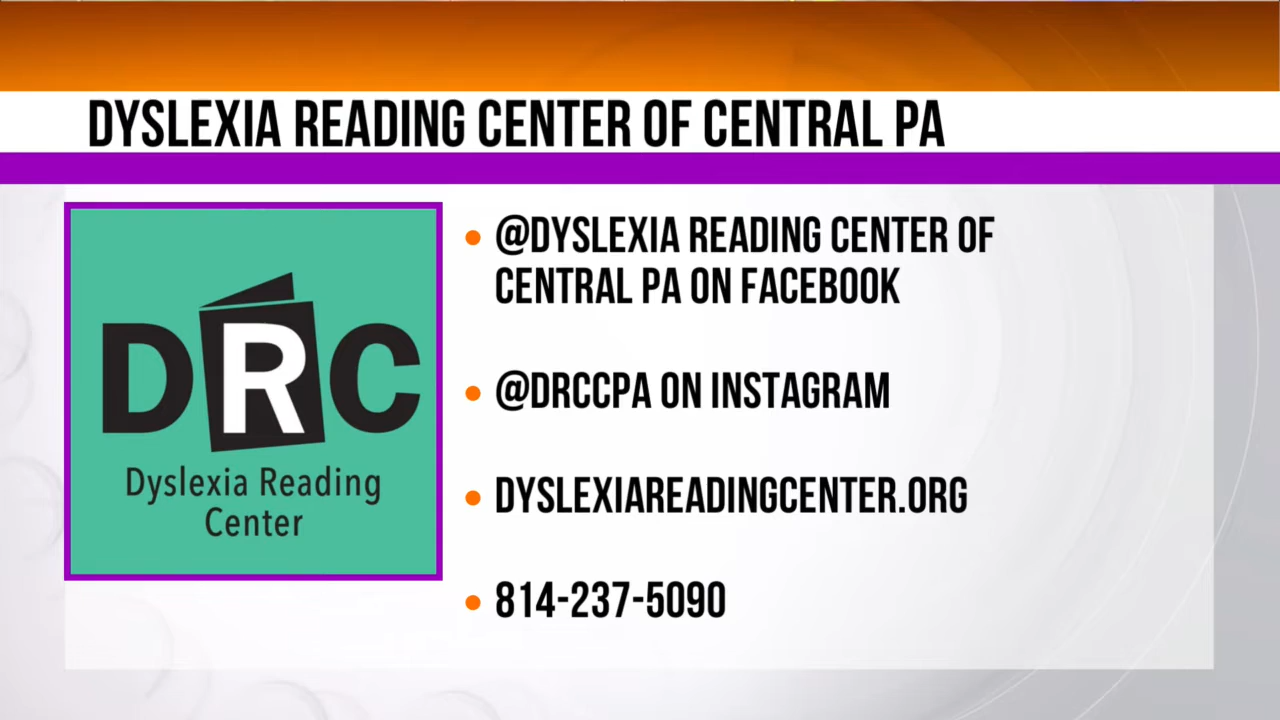 DYSLEXIA READING CENTER OF CENTRAL PA
DRC
Dyslexia Reading
Center
@DYSLEXIA READING CENTER OF
CENTRAL PA ON FACEBOOK
@DRCCPA ON INSTAGRAM
DYSLEXIAREADINGCENTER.ORG
814-237-5090